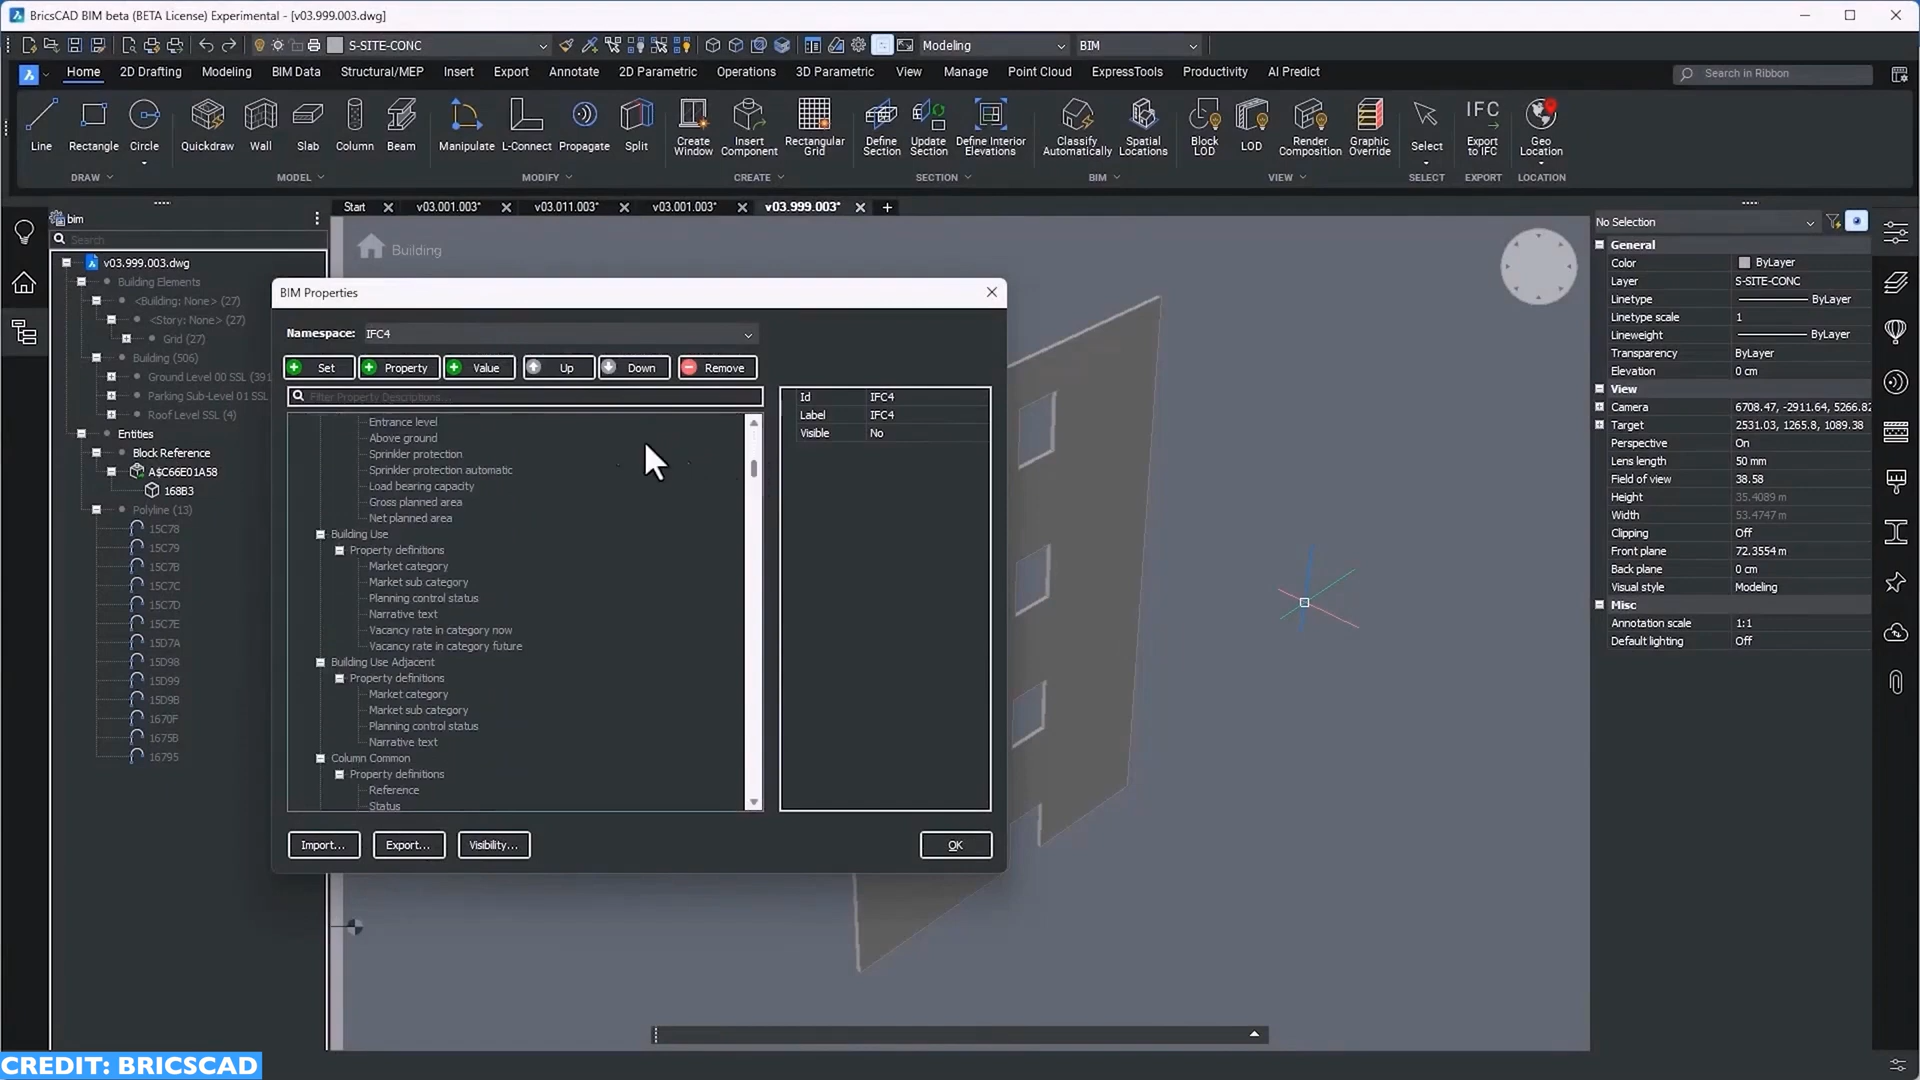 BricsCAD BIM beta (BETA License) Experimental - [v03.999.003.dwg]
S-SITE-CONC
Modeling
BIM
Home
2D Drafting
Modeling
BIM Data
Structural/MEP
Insert
Export
Annotate
2D Parametric
Operations
3D Parametric
View
Manage
Point Cloud
ExpressTools
Productivity
AI Predict
Search in Ribbon
Line
Rectangle
Circle
Quickdraw
Wall
Slab
Column
Beam
Manipulate
L-Connect
Propagate
Split
Create Window
Insert Component
Rectangular Grid
Define Section
Update Section
Define Interior Elevations
Classify Automatically
Spatial Locations
Block LOD
LOD
Render Composition
Graphic Override
Select
IFC
Export to IFC
Geo Location
DRAW
MODEL
MODIFY
CREATE
SECTION
BIM
VIEW
SELECT
EXPORT
LOCATION
bim
Search
v03.999.003.dwg
Building Elements
<Building: None> (27)
<Story: None> (27)
Grid (27)
Building (506)
Ground Level 00 SSL (391
Parking Sub-Level 01 SSL
Roof Level SSL (4)
Entities
Block Reference
A$C66E01A58
168B3
Polyline (13)
15C78
15C79
15C7B
15C7C
15C7D
15C7E
15D7A
15D98
15D99
15D9B
1670F
1675B
16795
Start
v03.001.003*
v03.011.003*
v03.001.003*
v03.999.003*
Building
BIM Properties
Namespace: IFC4
Set
Property
Value
Up
Down
Remove
Filter Property Descriptions...
Entrance level
Above ground
Sprinkler protection
Sprinkler protection automatic
Load bearing capacity
Gross planned area
Net planned area
Building Use
Property definitions
Market category
Market sub category
Planning control status
Narrative text
Vacancy rate in category now
Vacancy rate in category future
Building Use Adjacent
Property definitions
Market category
Market sub category
Planning control status
Narrative text
Column Common
Property definitions
Reference
Status
Id IFC4
Label IFC4
Visible No
Import...
Export...
Visibility...
OK
No Selection
General
Color ByLayer
Layer S-SITE-CONC
Linetype ByLayer
Linetype scale 1
Lineweight ByLayer
Transparency ByLayer
Elevation 0 cm
View
Camera 6708.47, -2911.64, 5266.82
Target 2531.03, 1265.8, 1089.38
Perspective On
Lens length 50 mm
Field of view 38.58
Height 35.4089 m
Width 53.4747 m
Clipping Off
Front plane 72.3554 m
Back plane 0 cm
Visual style Modeling
Misc
Annotation scale 1:1
Default lighting Off
CREDIT: BRICSCAD